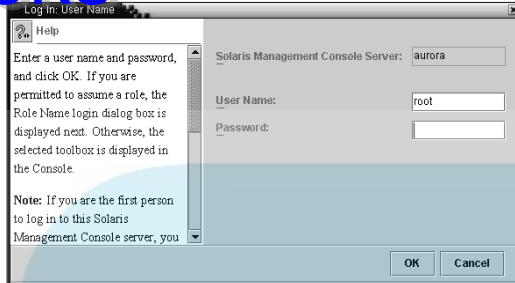 Log In: User Name
Help
Enter a user name and password,
and click OK. If you are
permitted to assume a role, the
Role Name login dialog box is
displayed next. Otherwise, the
selected toolbox is displayed in
the Console.
Note: If you are the first person
to log in to this Solaris
Management Console server, you
Solaris Management Console Server: aurora
User Name: root
Password:
OK Cancel